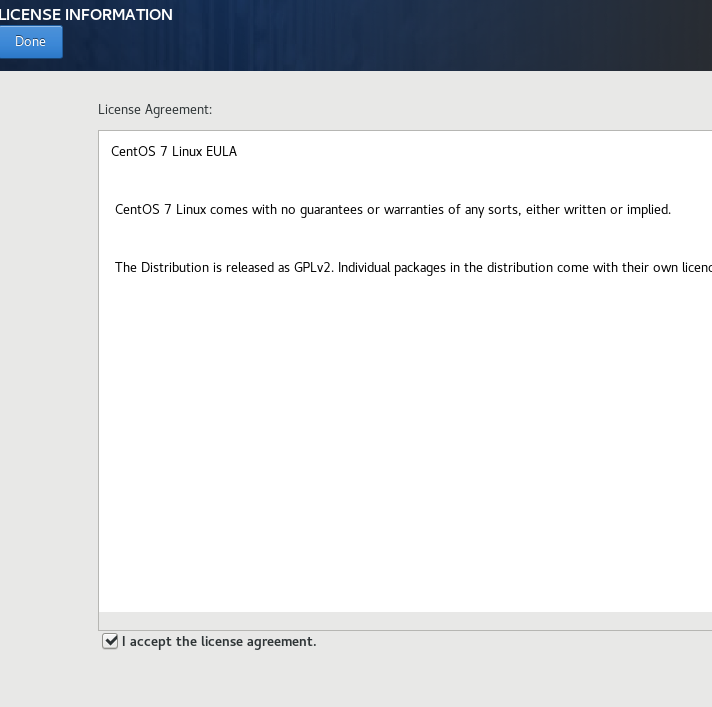 LICENSE INFORMATION
Done
License Agreement:
CentOS 7 Linux EULA
CentOS 7 Linux comes with no guarantees or warranties of any sorts, either written or implied.
The Distribution is released as GPLv2. Individual packages in the distribution come with their own
I accept the license agreement.